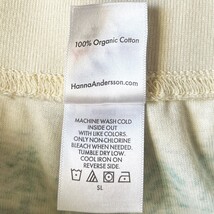 100% Organic Cotton
HannaAndersson.com
MACHINE WASH COLD
INSIDE OUT
WITH LIKE COLORS.
ONLY NON-CHLORINE
BLEACH WHEN NEEDED.
TUMBLE DRY LOW.
COOL IRON ON
REVERSE SIDE.
SL